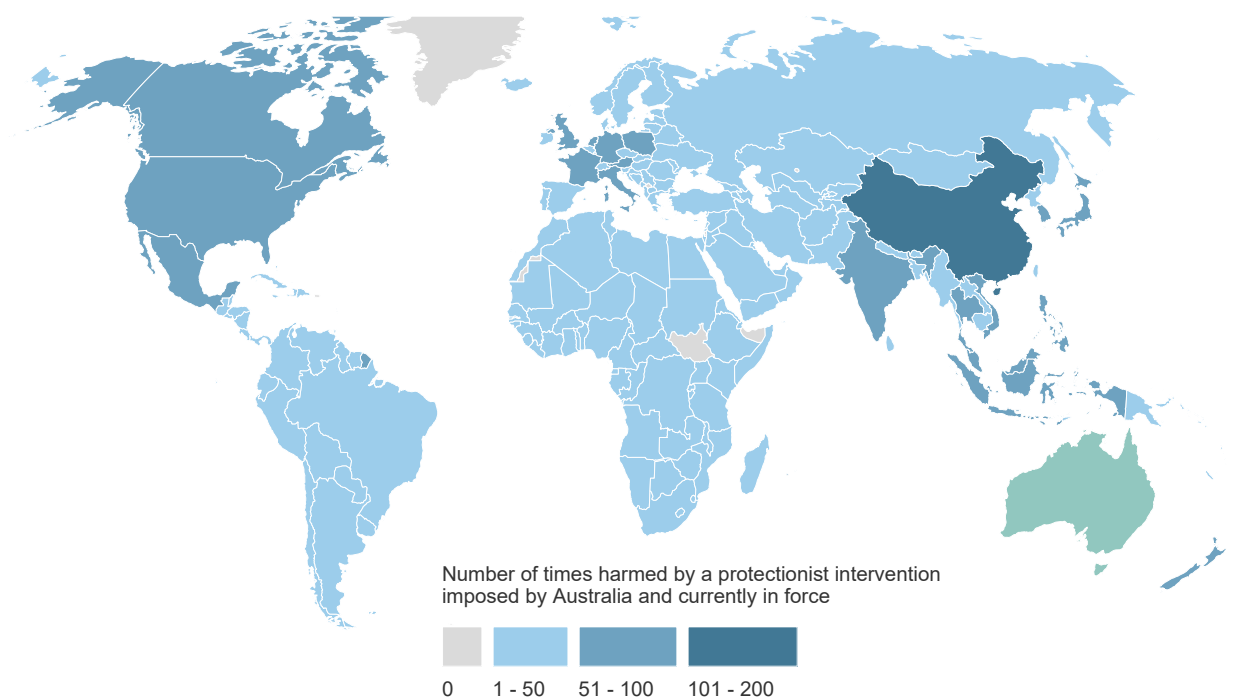 Number of times harmed by a protectionist intervention
imposed by Australia and currently in force
0 1 - 50 51 - 100 101 - 200